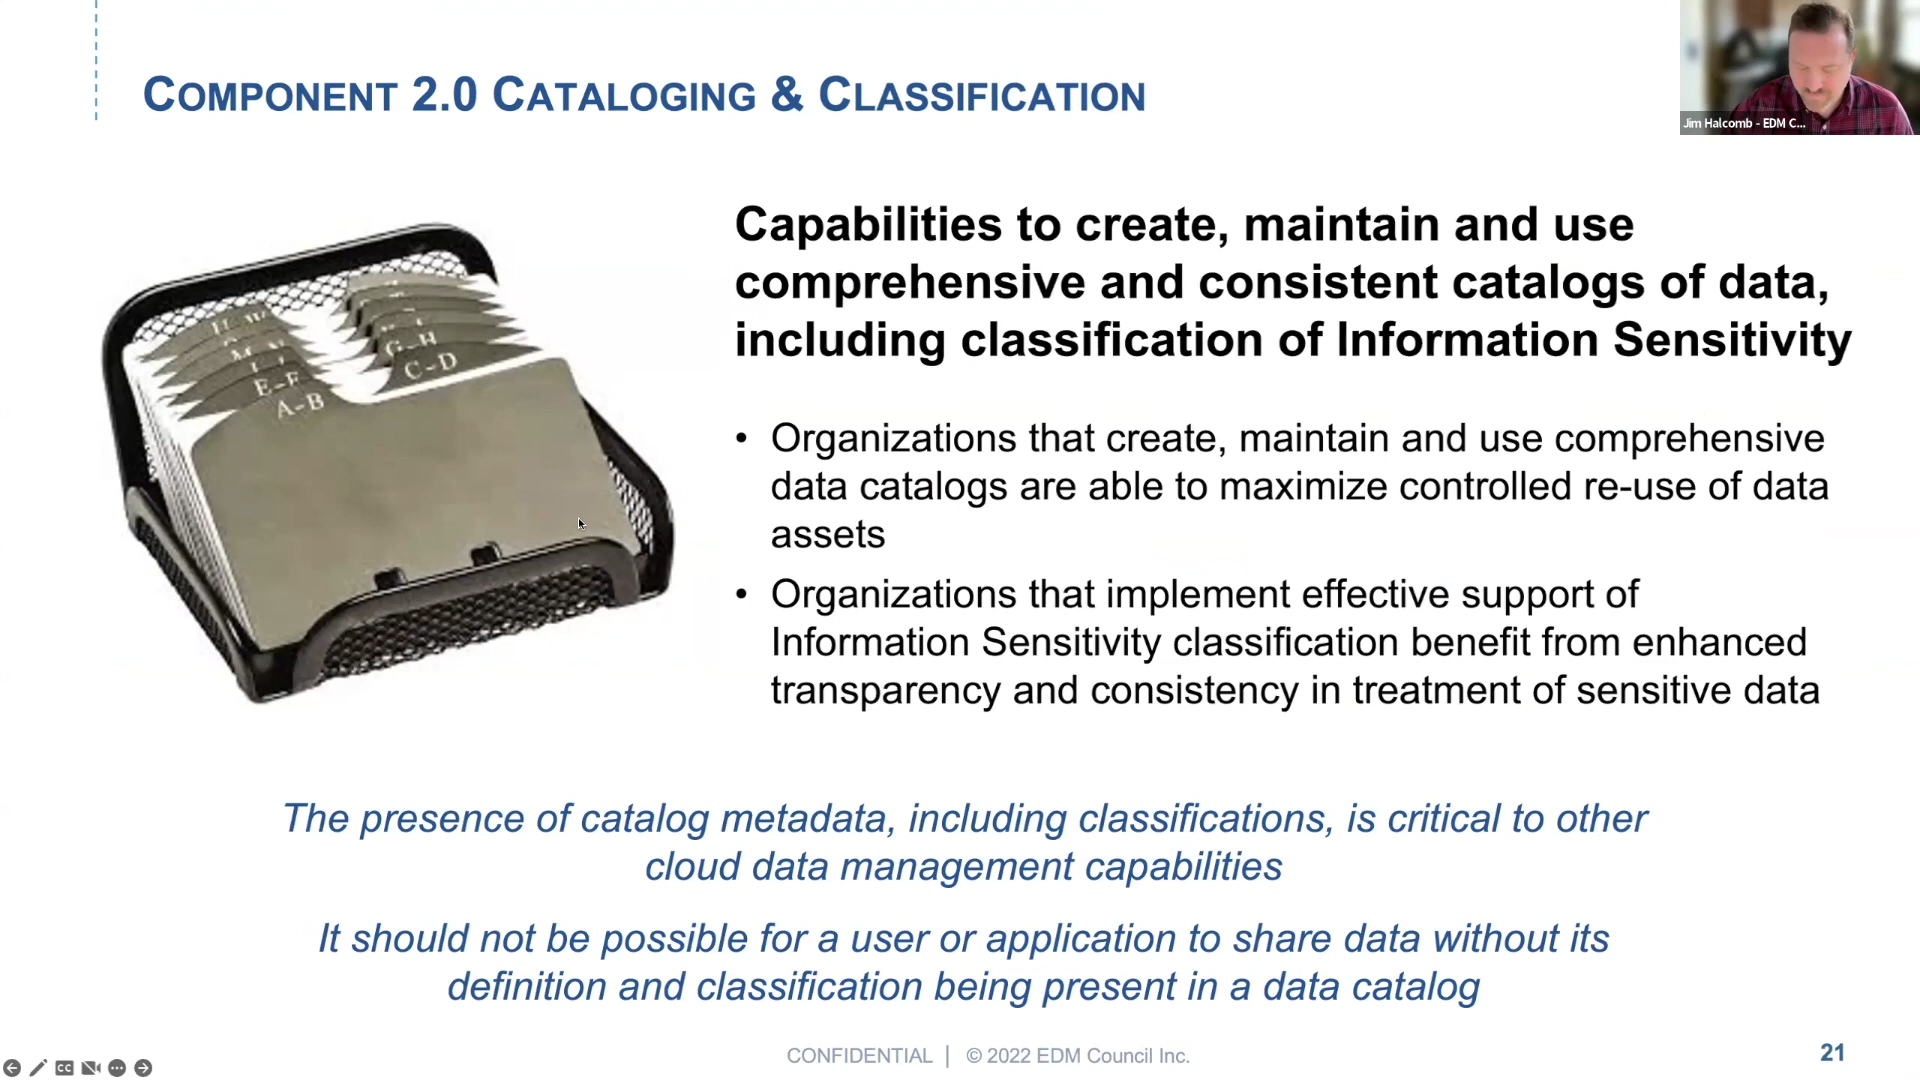 COMPONENT 2.0 CATALOGING & CLASSIFICATION
Jim Halcomb - EDM C...
Capabilities to create, maintain and use
comprehensive and consistent catalogs of data,
including classification of Information Sensitivity
• Organizations that create, maintain and use comprehensive
data catalogs are able to maximize controlled re-use of data
assets
• Organizations that implement effective support of
Information Sensitivity classification benefit from enhanced
transparency and consistency in treatment of sensitive data
G-H
C-D
E-F
A-B
The presence of catalog metadata, including classifications, is critical to other
cloud data management capabilities
It should not be possible for a user or application to share data without its
definition and classification being present in a data catalog
CONFIDENTIAL | © 2022 EDM Council Inc.
21
CC